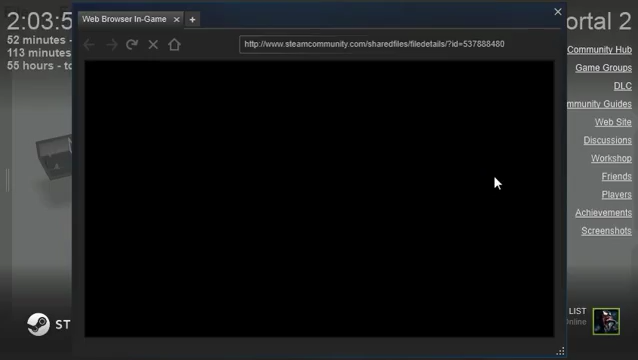 2:03:5
ortal 2
52 minutes -
113 minutes
55 hours - to
Web Browser In-Game
http://www.steamcommunity.com/sharedfiles/filedetails/?id=537888480
Community Hub
Game Groups
DLC
mmunity Guides
Web Site
Discussions
Workshop
Friends
Players
Achievements
Screenshots
ST
LIST
Online